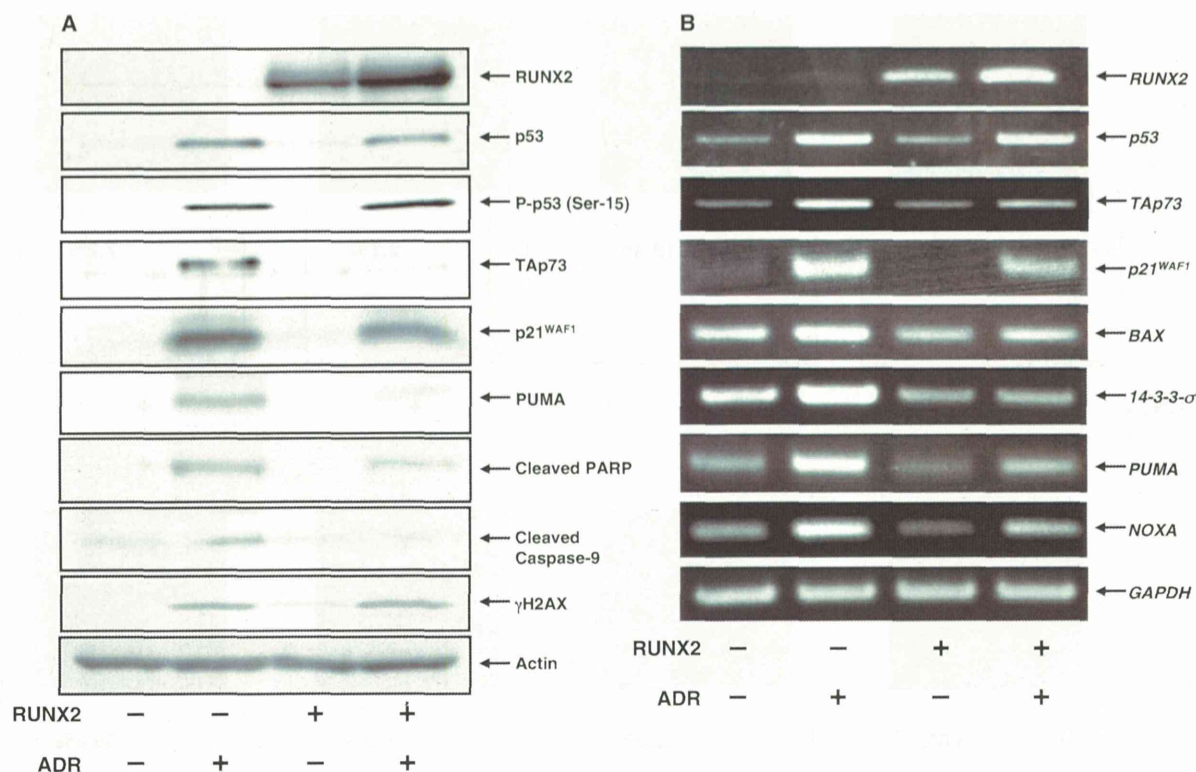 A
RUNX2
p53
P-p53 (Ser-15)
TAp73
p21WAF1
PUMA
Cleaved PARP
Cleaved
Caspase-9
γH2AX
Actin
RUNX2 − − + +
ADR − + − +
B
RUNX2
p53
TAp73
p21WAF1
BAX
14-3-3-σ
PUMA
NOXA
GAPDH
RUNX2 − − + +
ADR − + − +